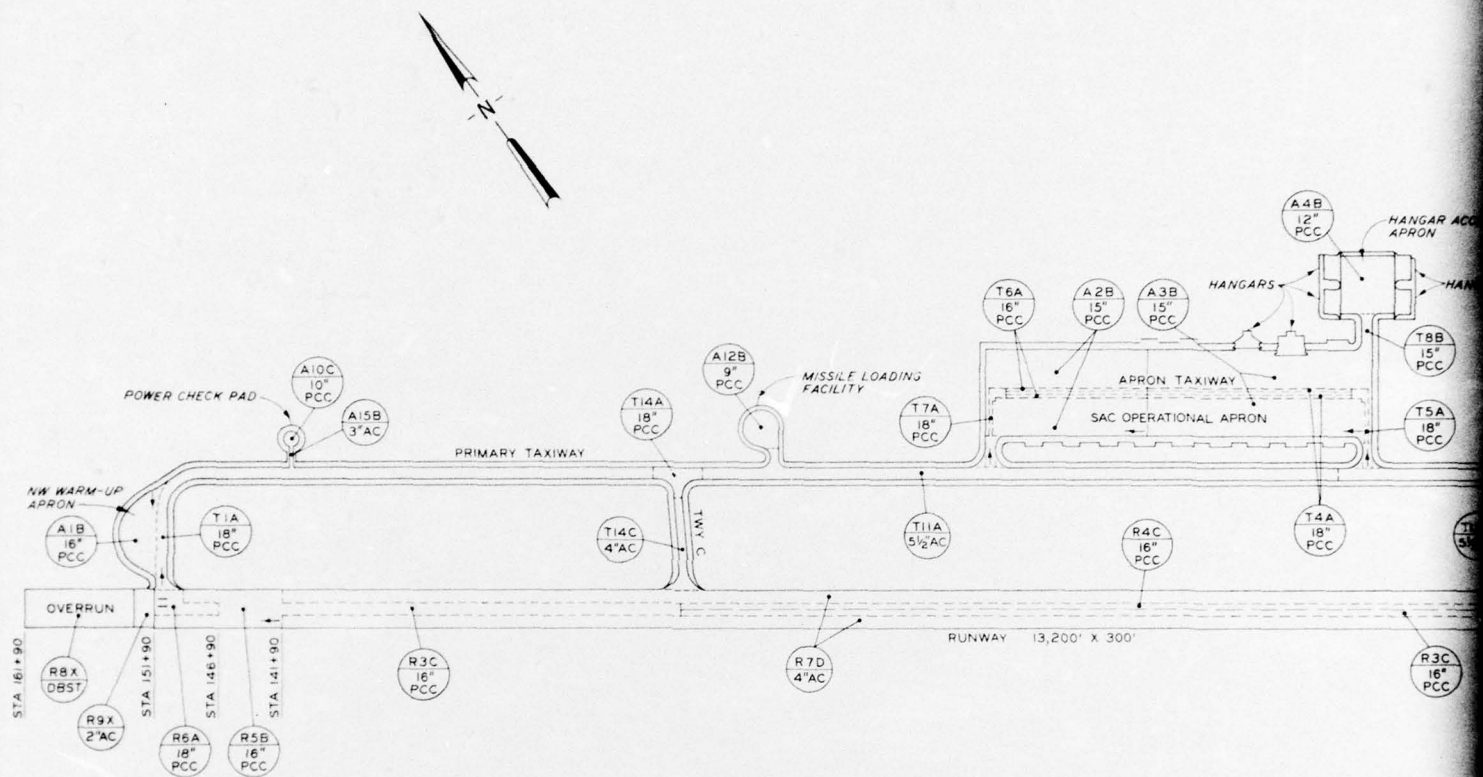 N
A4B
12"
PCC
HANGAR ACC
APRON
HANGARS
HAN
T6A
16"
PCC
A2B
15"
PCC
A3B
15"
PCC
T8B
15"
PCC
A10C
10"
PCC
A12B
9"
PCC
MISSILE LOADING
FACILITY
POWER CHECK PAD
A15B
3"AC
T14A
18"
PCC
T7A
18"
PCC
APRON TAXIWAY
SAC OPERATIONAL APRON
T5A
18"
PCC
PRIMARY TAXIWAY
NW WARM-UP
APRON
A1B
16"
PCC
T1A
18"
PCC
T14C
4"AC
TWY C
T11A
5½"AC
R4C
16"
PCC
T4A
18"
PCC
OVERRUN
RUNWAY 13,200' X 300'
R8X
DBST
R9X
2"AC
R6A
18"
PCC
R5B
16"
PCC
R3C
16"
PCC
R7D
4"AC
R3C
16"
PCC
STA 161+90
STA 151+90
STA 146+90
STA 141+90